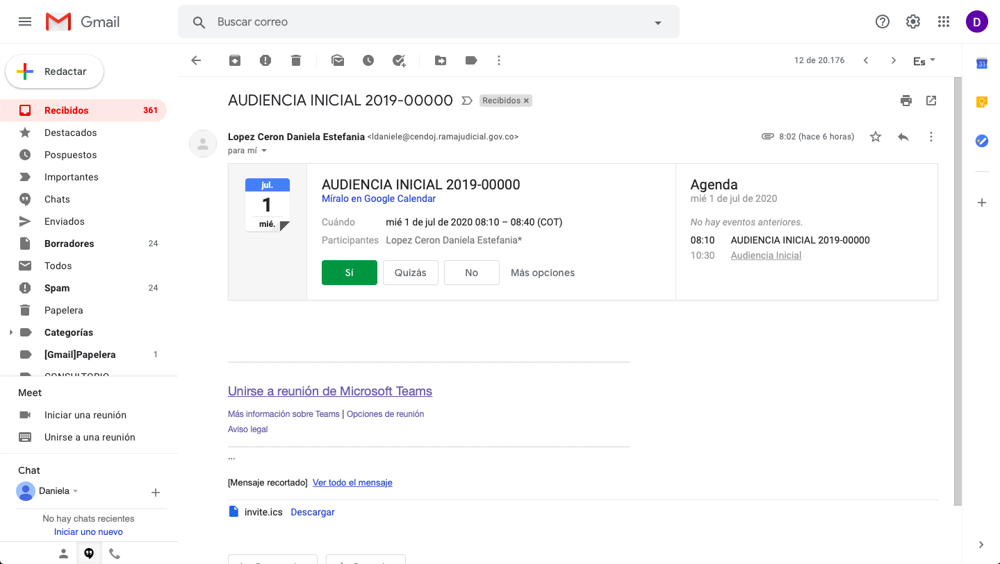 Gmail
Buscar correo
D
Redactar
12 de 20.176
Es
31
Recibidos 361
Destacados
Pospuestos
Importantes
Chats
Enviados
Borradores 24
Todos
Spam 24
Papelera
Categorías
[Gmail]Papelera 1
CONSULTORIO
Meet
Iniciar una reunión
Unirse a una reunión
Chat
Daniela
No hay chats recientes
Iniciar uno nuevo
AUDIENCIA INICIAL 2019-00000 Recibidos ×
Lopez Ceron Daniela Estefania <ldaniele@cendoj.ramajudicial.gov.co> 8:02 (hace 6 horas)
para mí
jul.
1
mié.
AUDIENCIA INICIAL 2019-00000
Míralo en Google Calendar
Cuándo mié 1 de jul de 2020 08:10 – 08:40 (COT)
Participantes Lopez Ceron Daniela Estefania*
Sí Quizás No Más opciones
Agenda
mié 1 de jul de 2020
No hay eventos anteriores.
08:10 AUDIENCIA INICIAL 2019-00000
10:30 Audiencia Inicial
Unirse a reunión de Microsoft Teams
Más información sobre Teams | Opciones de reunión
Aviso legal
...
[Mensaje recortado] Ver todo el mensaje
invite.ics Descargar